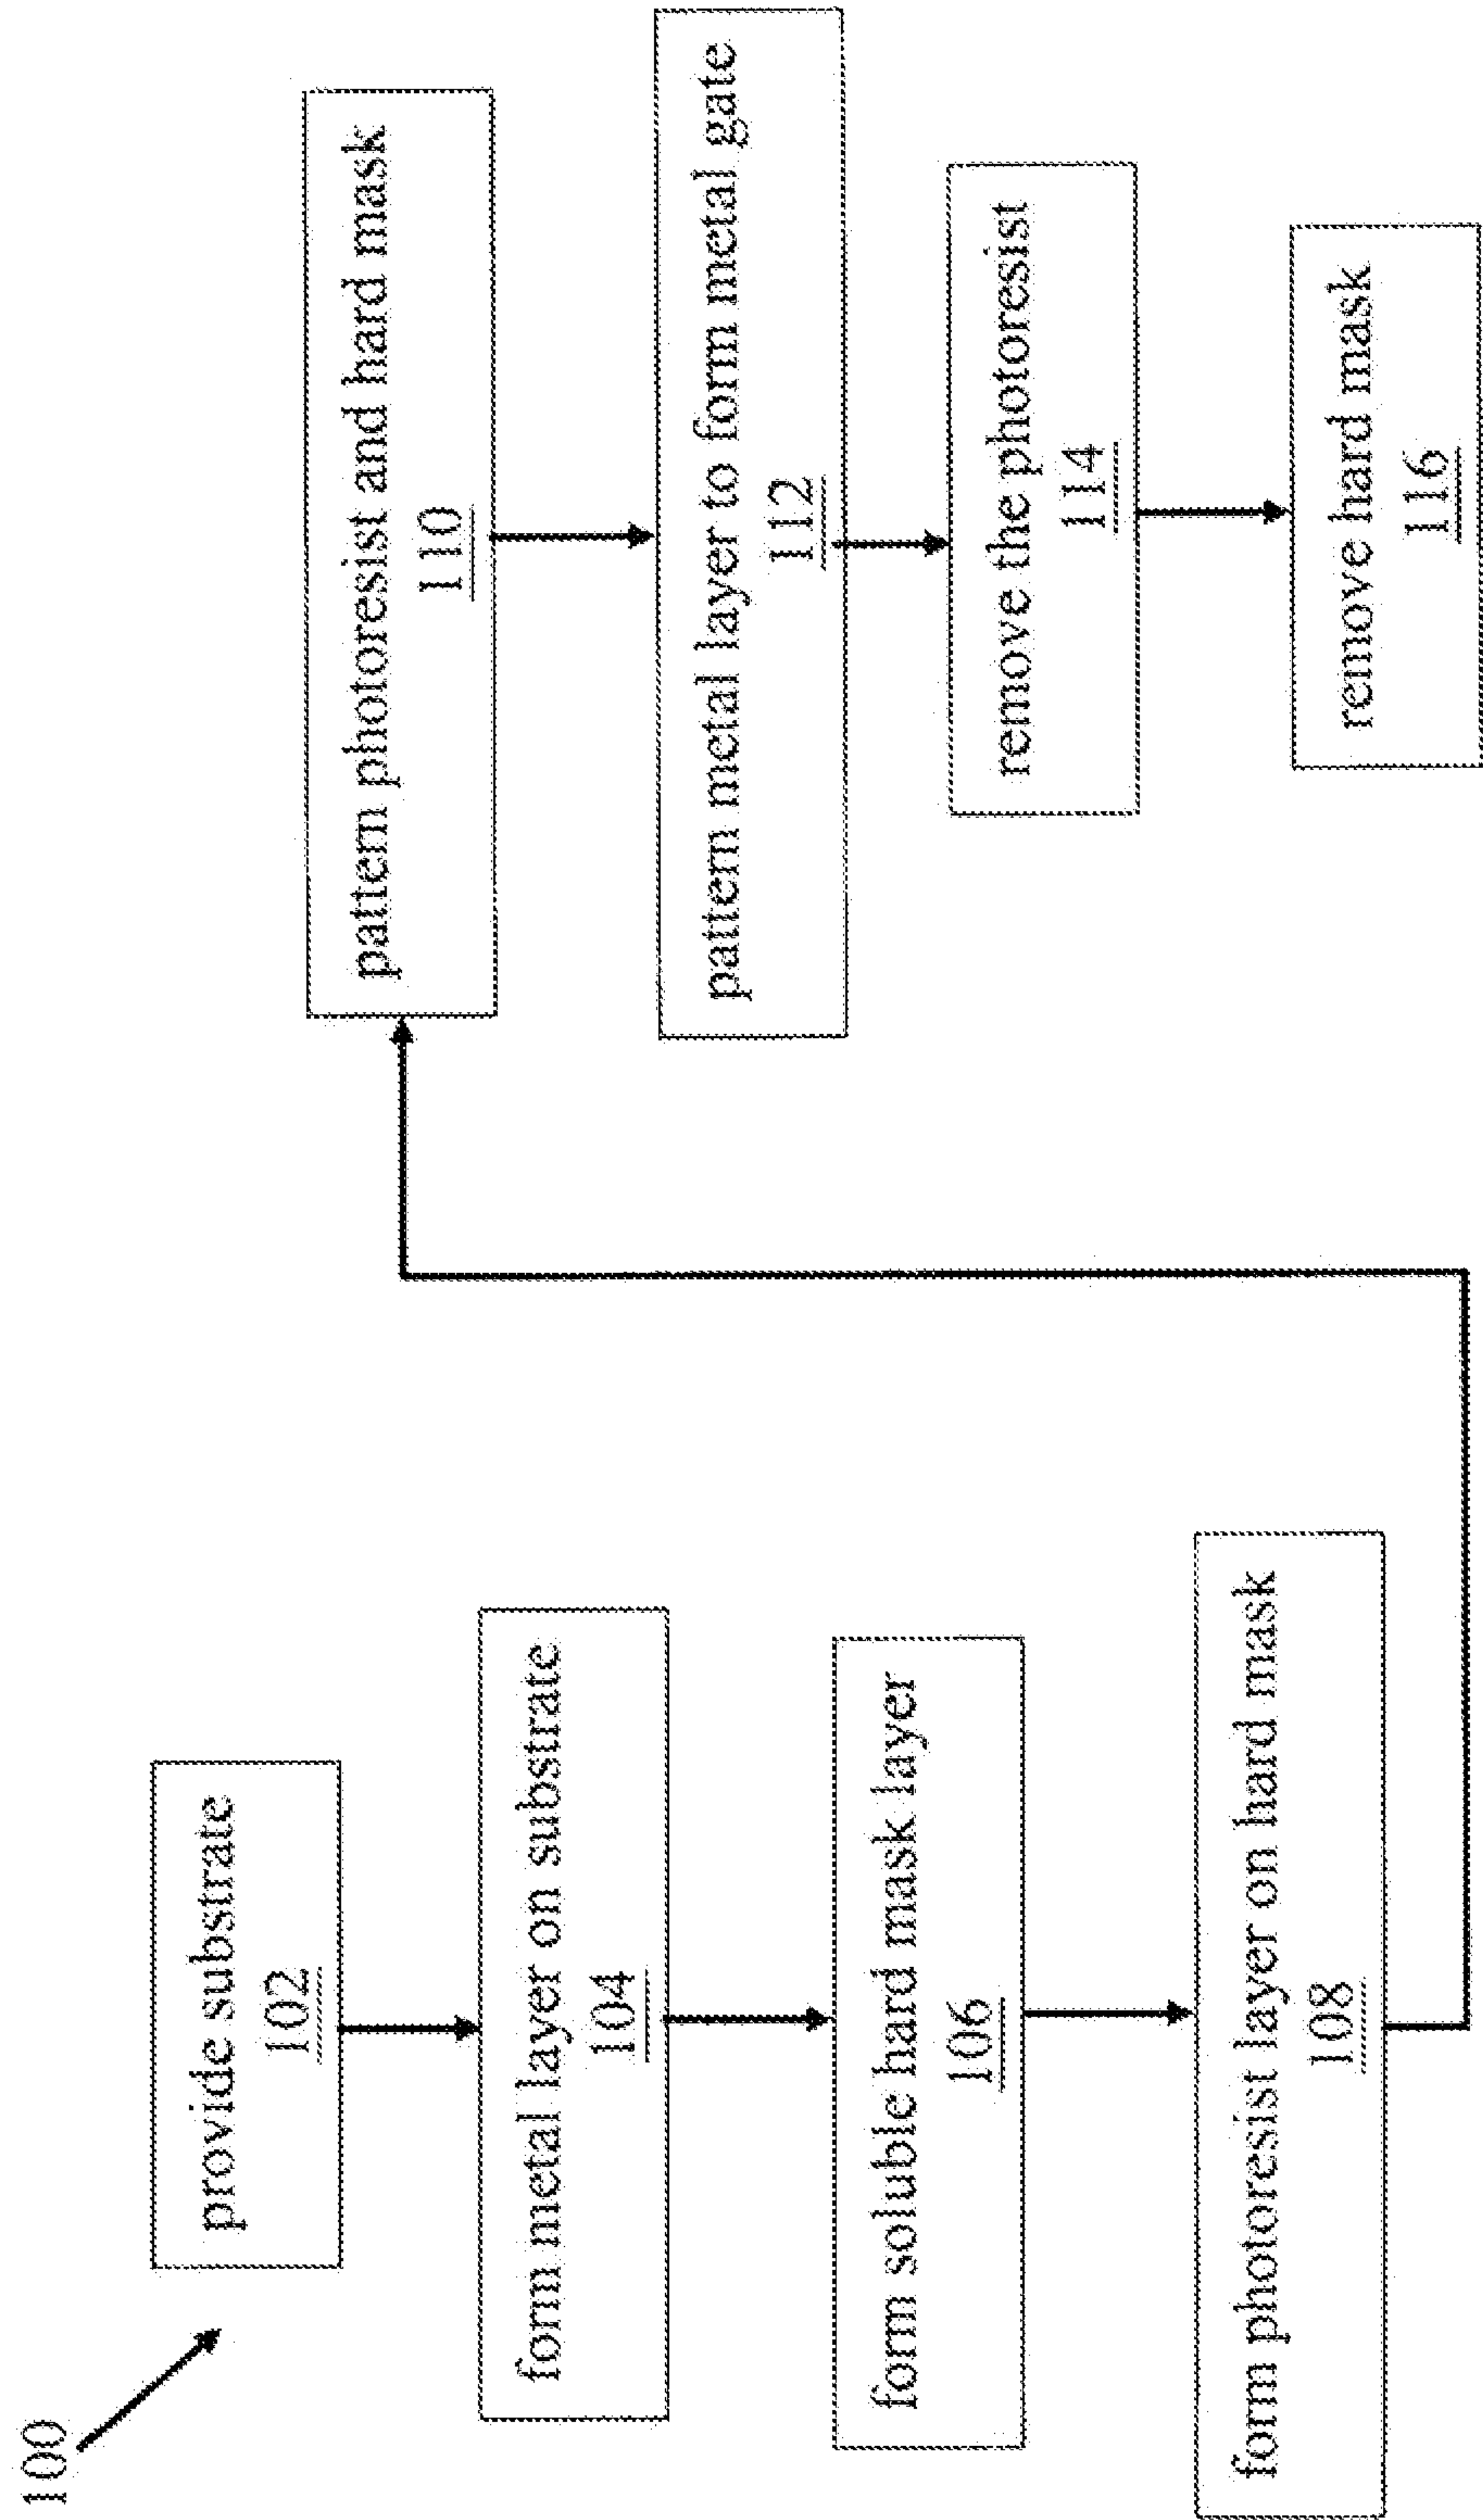 100
provide substrate
102
form metal layer on substrate
104
form soluble hard mask layer
106
form photoresist layer on hard mask
108
pattern photoresist and hard mask
110
pattern metal layer to form metal gate
112
remove the photoresist
114
remove hard mask
116